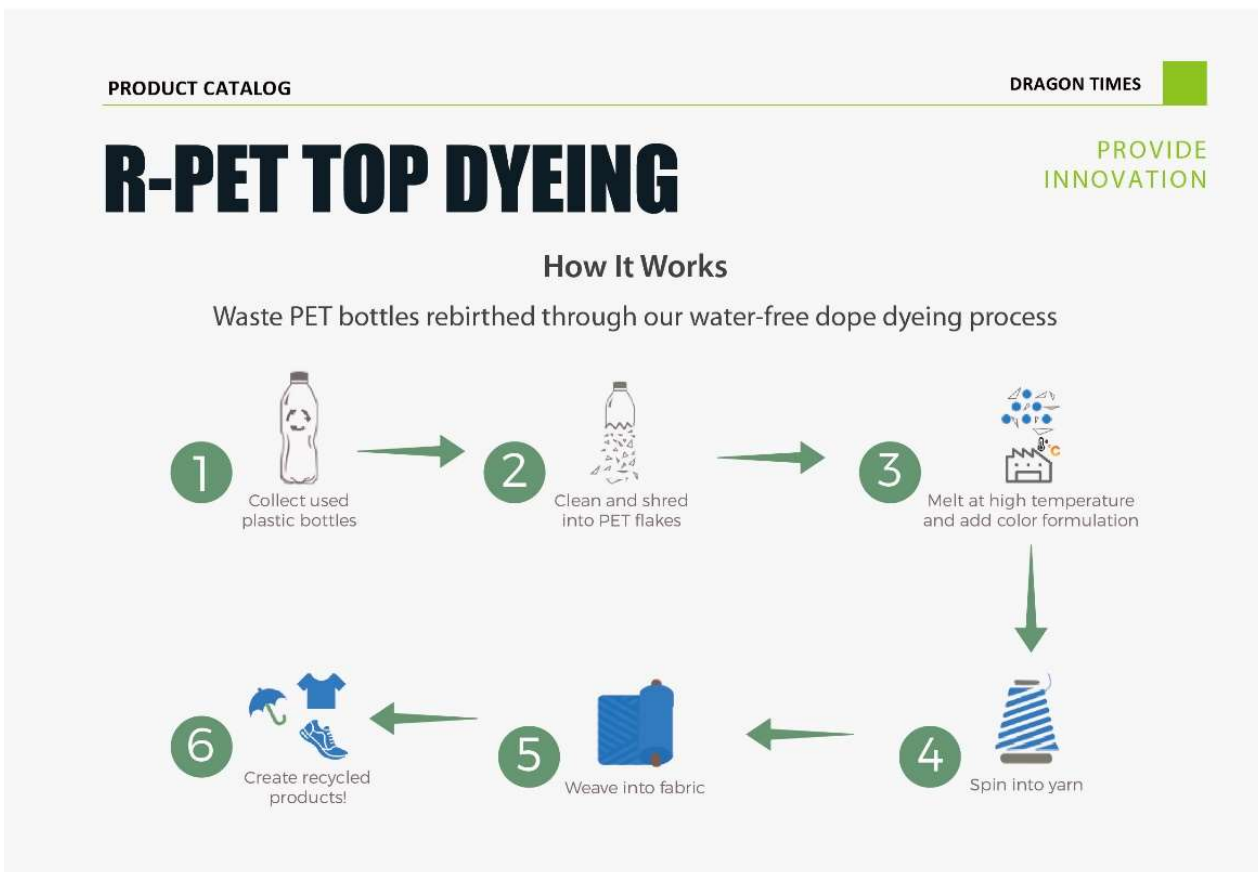 PRODUCT CATALOG
DRAGON TIMES
R-PET TOP DYEING
PROVIDE
INNOVATION
How It Works
Waste PET bottles rebirthed through our water-free dope dyeing process
1
Collect used
plastic bottles
2
Clean and shred
into PET flakes
3
°C
Melt at high temperature
and add color formulation
4
Spin into yarn
5
Weave into fabric
6
Create recycled
products!